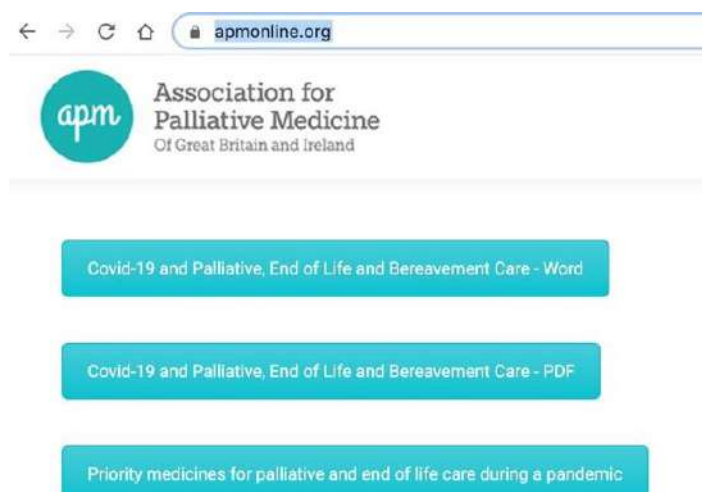 apmonline.org
apm
Association for
Palliative Medicine
Of Great Britain and Ireland
Covid-19 and Palliative, End of Life and Bereavement Care - Word
Covid-19 and Palliative, End of Life and Bereavement Care - PDF
Priority medicines for palliative and end of life care during a pandemic